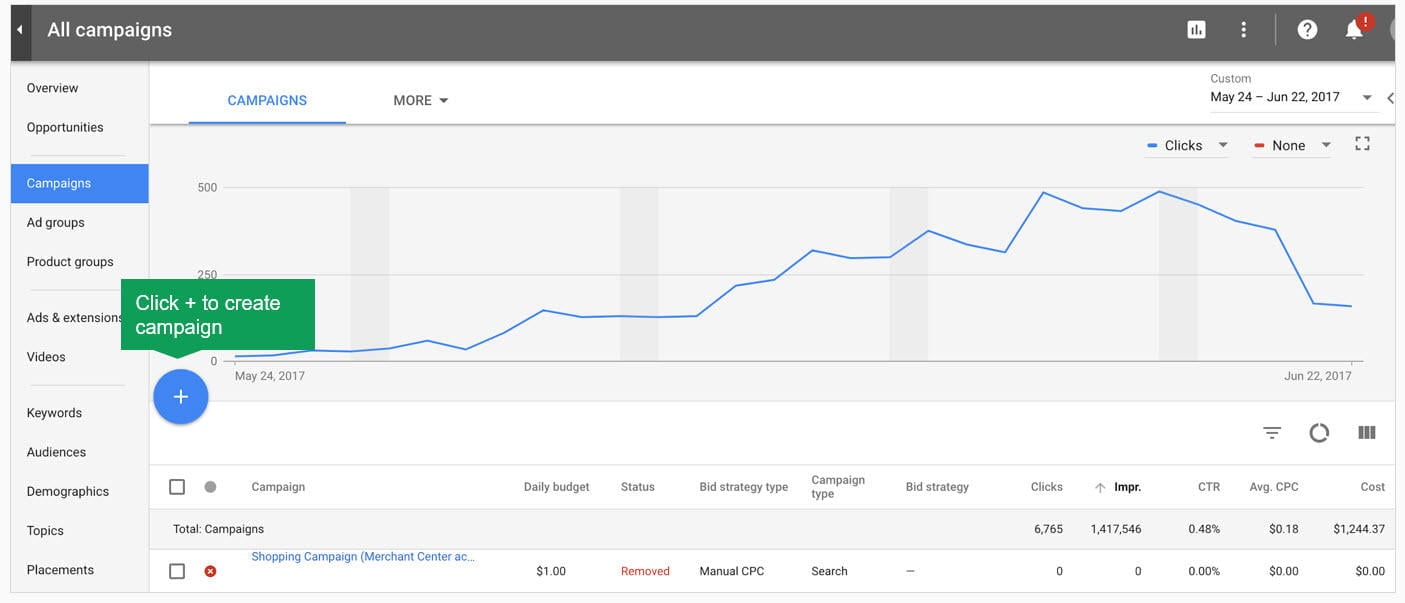 All campaigns
!
Overview
Opportunities
Campaigns
Ad groups
Product groups
Ads & extensions
Videos
Keywords
Audiences
Demographics
Topics
Placements
CAMPAIGNS
MORE
Custom
May 24 – Jun 22, 2017
Clicks
None
500
250
0
May 24, 2017
Jun 22, 2017
Click + to create
campaign
+
Campaign
Daily budget
Status
Bid strategy type
Campaign
type
Bid strategy
Clicks
Impr.
CTR
Avg. CPC
Cost
Total: Campaigns
6,765
1,417,546
0.48%
$0.18
$1,244.37
Shopping Campaign (Merchant Center ac...
$1.00
Removed
Manual CPC
Search
—
0
0
0.00%
$0.00
$0.00